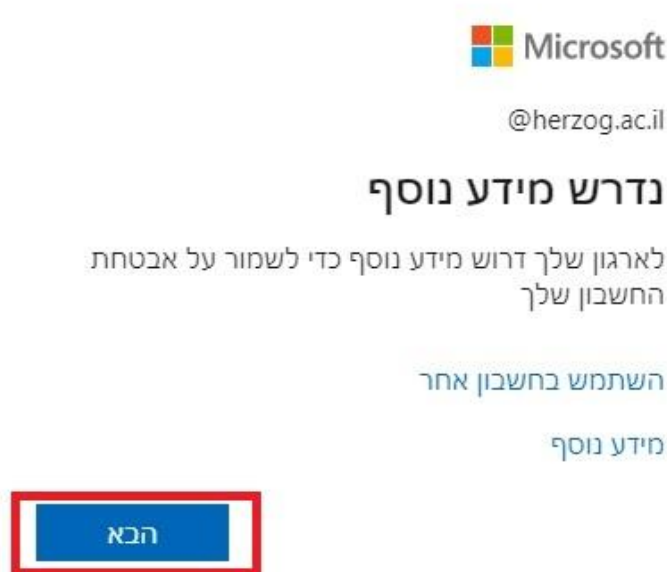 Microsoft
@herzog.ac.il
נדרש מידע נוסף
לארגון שלך דרוש מידע נוסף כדי לשמור על אבטחת
החשבון שלך
השתמש בחשבון אחר
מידע נוסף
הבא